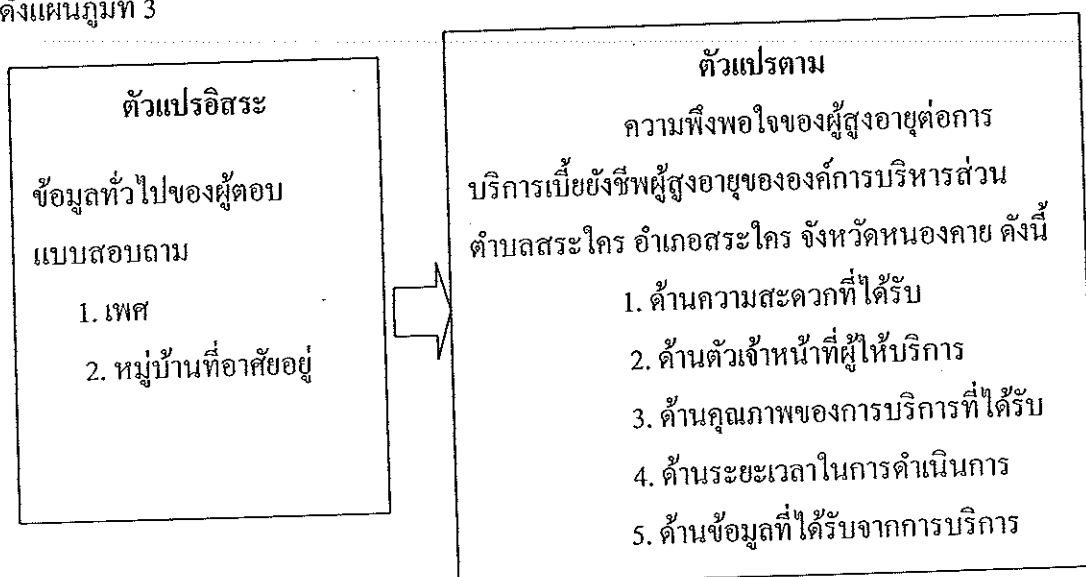 ดังแผนภูมิที่ 3
ตัวแปรอิสระ
ข้อมูลทั่วไปของผู้ตอบ
แบบสอบถาม
1. เพศ
2. หมู่บ้านที่อาศัยอยู่
ตัวแปรตาม
ความพึงพอใจของผู้สูงอายุต่อการ
บริการเบี้ยยังชีพผู้สูงอายุขององค์การบริหารส่วน
ตำบลสระใคร อำเภอสระใคร จังหวัดหนองคาย ดังนี้
1. ด้านความสะดวกที่ได้รับ
2. ด้านตัวเจ้าหน้าที่ผู้ให้บริการ
3. ด้านคุณภาพของการบริการที่ได้รับ
4. ด้านระยะเวลาในการดำเนินการ
5. ด้านข้อมูลที่ได้รับจากการบริการ